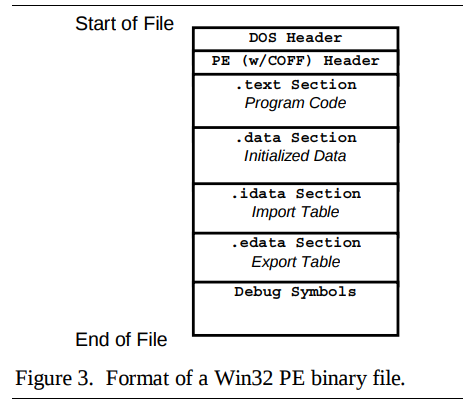 Start of File
DOS Header
PE (w/COFF) Header
.text Section
Program Code
.data Section
Initialized Data
.idata Section
Import Table
.edata Section
Export Table
Debug Symbols
End of File
Figure 3.  Format of a Win32 PE binary file.